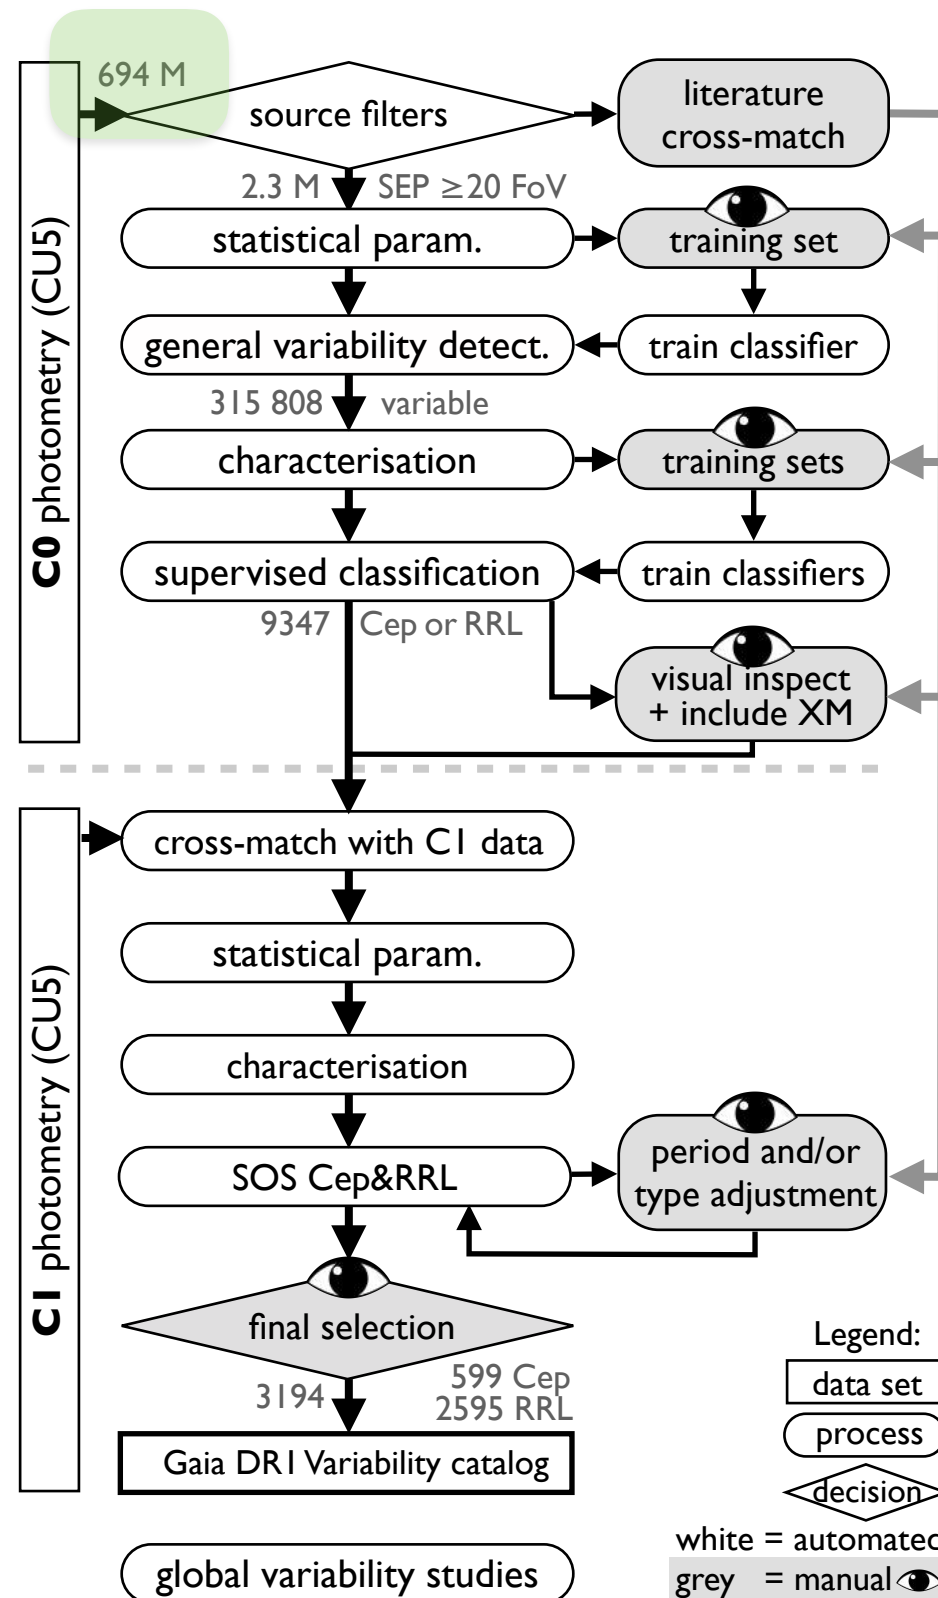 694 M
source filters
literature
cross-match
2.3 M SEP ≥20 FoV
statistical param.
training set
general variability detect.
train classifier
315 808 variable
characterisation
training sets
supervised classification
train classifiers
9347 Cep or RRL
visual inspect
+ include XM
C0 photometry (CU5)
cross-match with C1 data
statistical param.
characterisation
SOS Cep&RRL
period and/or
type adjustment
final selection
3194
599 Cep
2595 RRL
Gaia DR1 Variability catalog
C1 photometry (CU5)
global variability studies
Legend:
data set
process
decision
white = automated
grey = manual